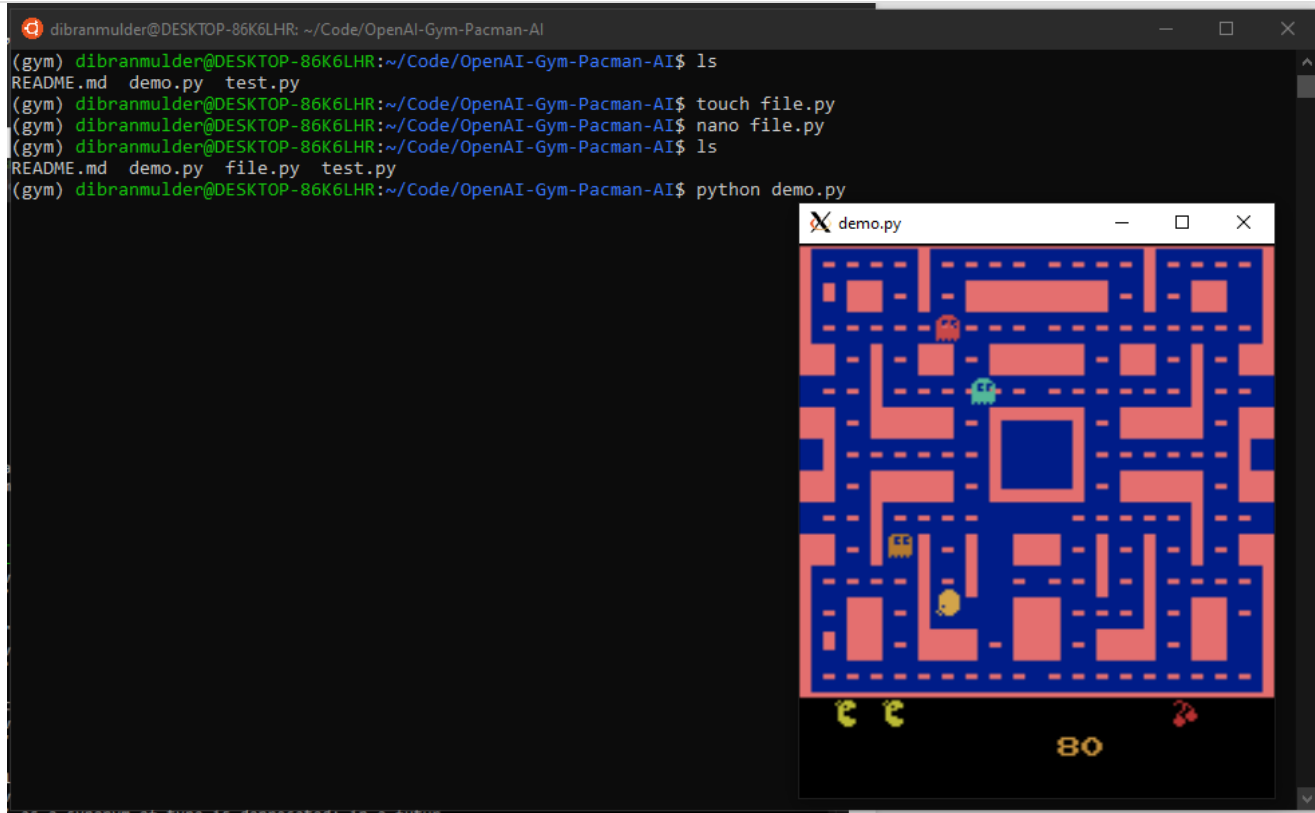 dibranmulder@DESKTOP-86K6LHR: ~/Code/OpenAI-Gym-Pacman-AI
(gym) dibranmulder@DESKTOP-86K6LHR:~/Code/OpenAI-Gym-Pacman-AI$ ls
README.md  demo.py  test.py
(gym) dibranmulder@DESKTOP-86K6LHR:~/Code/OpenAI-Gym-Pacman-AI$ touch file.py
(gym) dibranmulder@DESKTOP-86K6LHR:~/Code/OpenAI-Gym-Pacman-AI$ nano file.py
(gym) dibranmulder@DESKTOP-86K6LHR:~/Code/OpenAI-Gym-Pacman-AI$ ls
README.md  demo.py  file.py  test.py
(gym) dibranmulder@DESKTOP-86K6LHR:~/Code/OpenAI-Gym-Pacman-AI$ python demo.py
demo.py
80